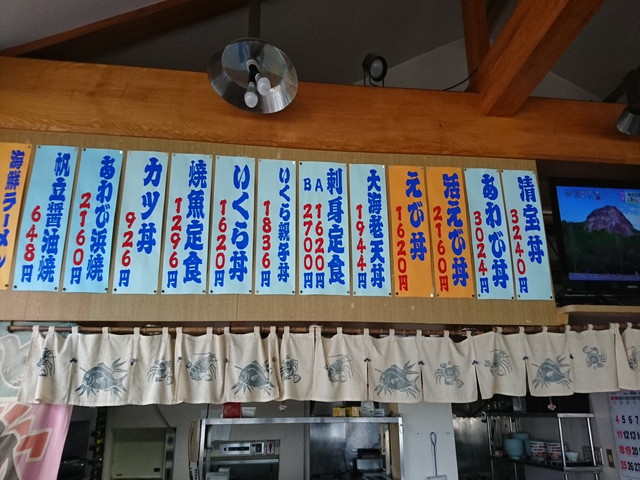 清宝丼
3240円
あわび丼
3024円
活えび丼
2160円
えび丼
1620円
大海老天丼
1944円
刺身定食
A 1620円
B 2700円
いくら親子丼
1836円
いくら丼
1620円
焼魚定食
1296円
カツ丼
926円
あわび浜焼
2160円
帆立醤油焼
648円
海鮮ラーメン